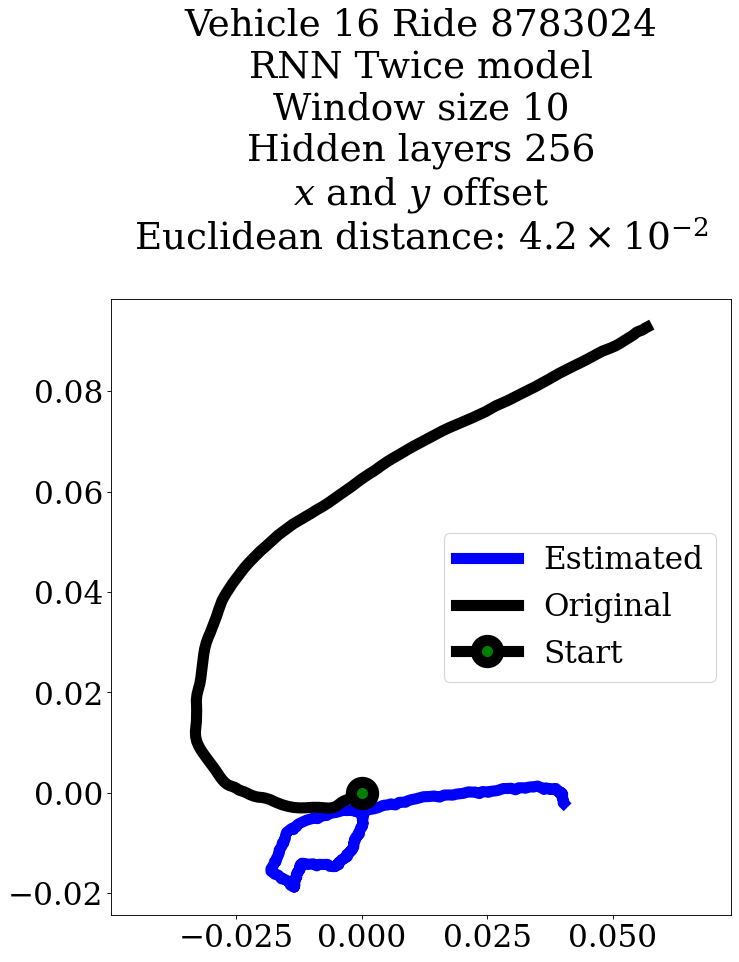 Vehicle 16 Ride 8783024
RNN Twice model
Window size 10
Hidden layers 256
x and y offset
Euclidean distance: 4.2 × 10⁻²
0.08
0.06
0.04
0.02
0.00
−0.02
Estimated
Original
Start
−0.025 0.000 0.025 0.050